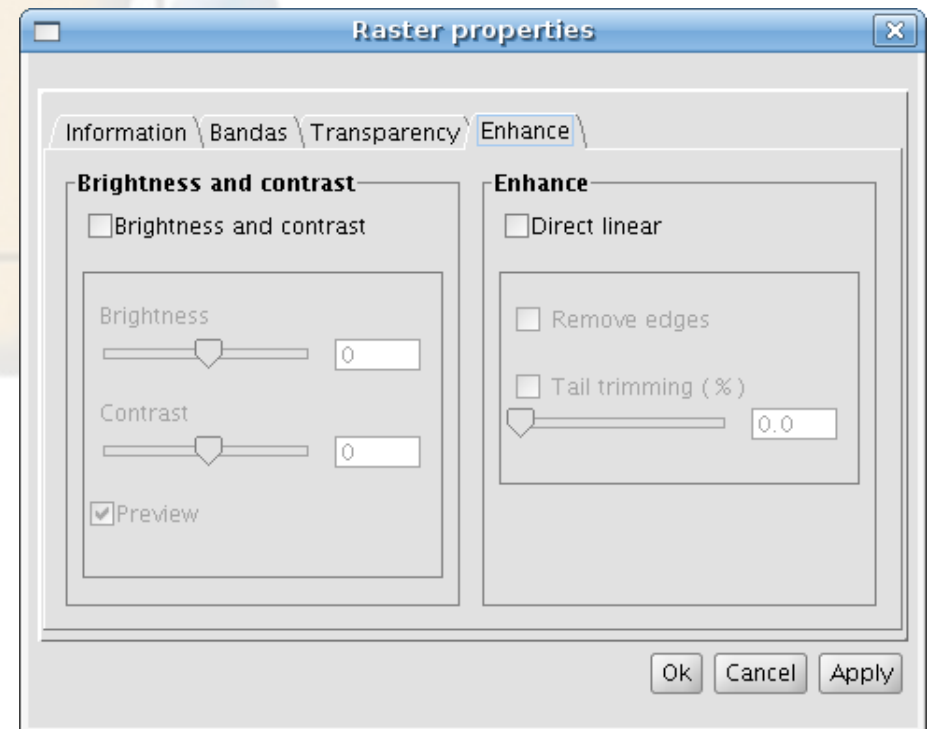 Raster properties
Information Bandas Transparency Enhance
Brightness and contrast
Brightness and contrast
Brightness
0
Contrast
0
Preview
Enhance
Direct linear
Remove edges
Tail trimming (%)
0.0
Ok Cancel Apply